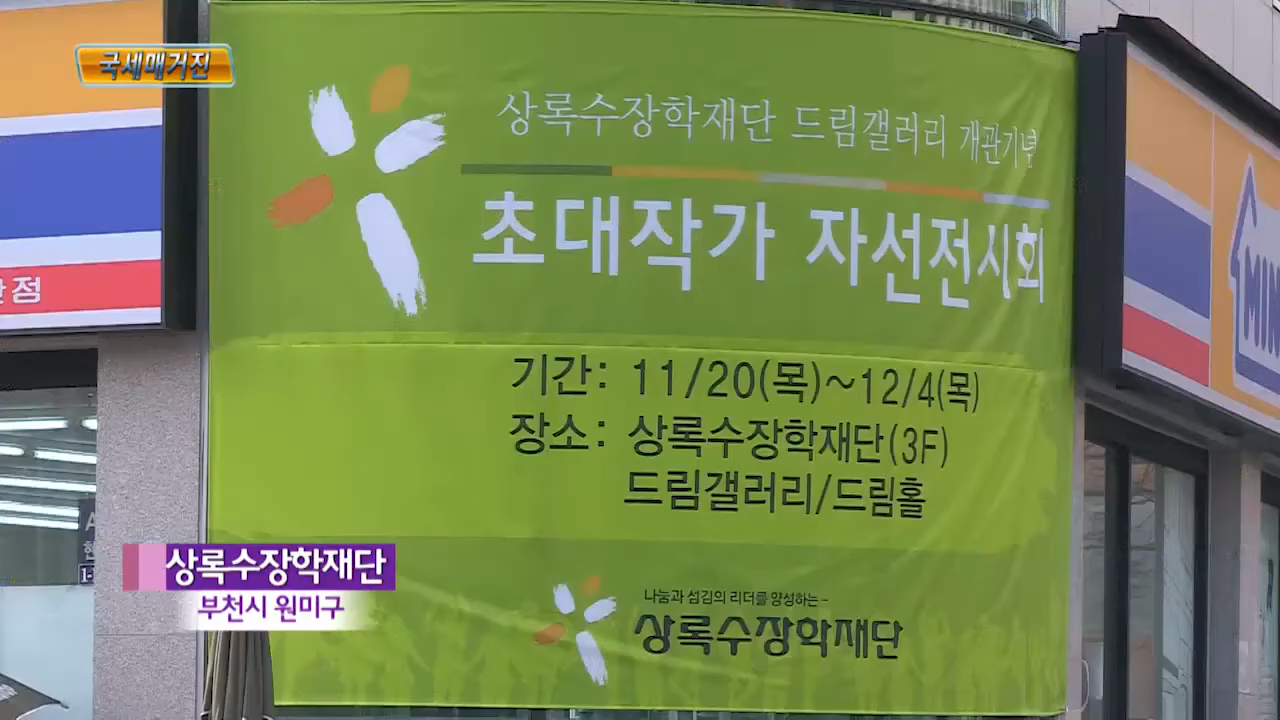 국세매거진
상록수장학재단 드림갤러리 개관기념
초대작가 자선전시회
기간: 11/20(목)~12/4(목)
장소: 상록수장학재단(3F)
드림갤러리/드림홀
나눔과 섬김의 리더를 양성하는-
상록수장학재단
상록수장학재단
부천시 원미구
점
MIN